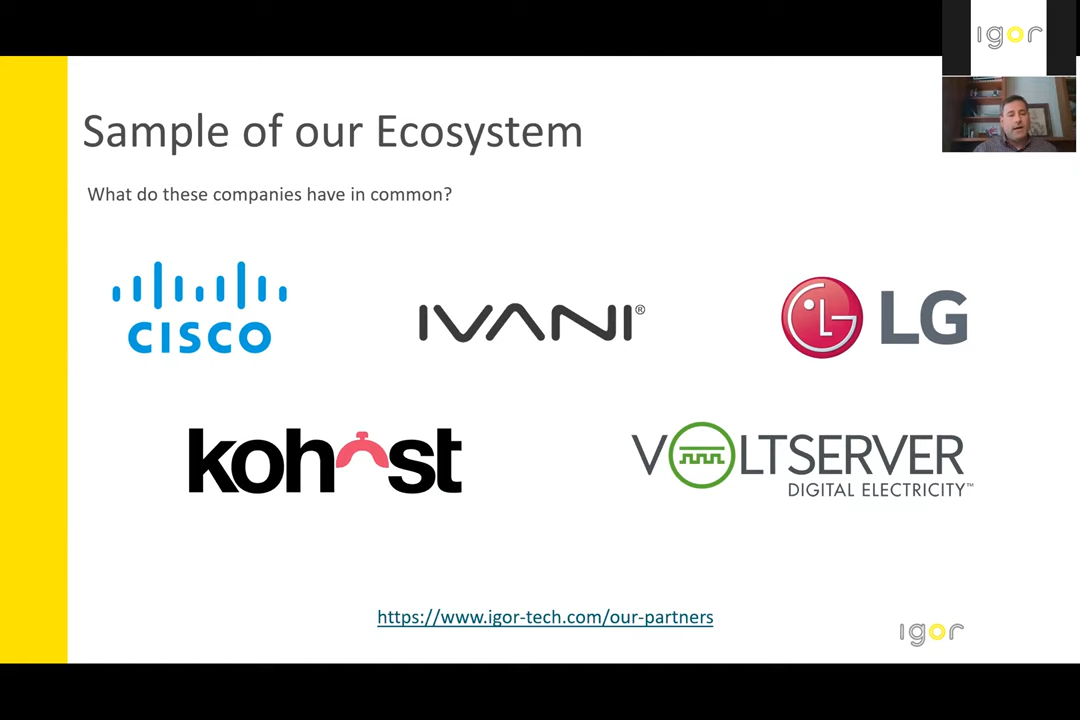 igor
Sample of our Ecosystem
What do these companies have in common?
CISCO
IVANI®
LG
LG
kohost
VOLTSERVER
DIGITAL ELECTRICITY™
https://www.igor-tech.com/our-partners
igor